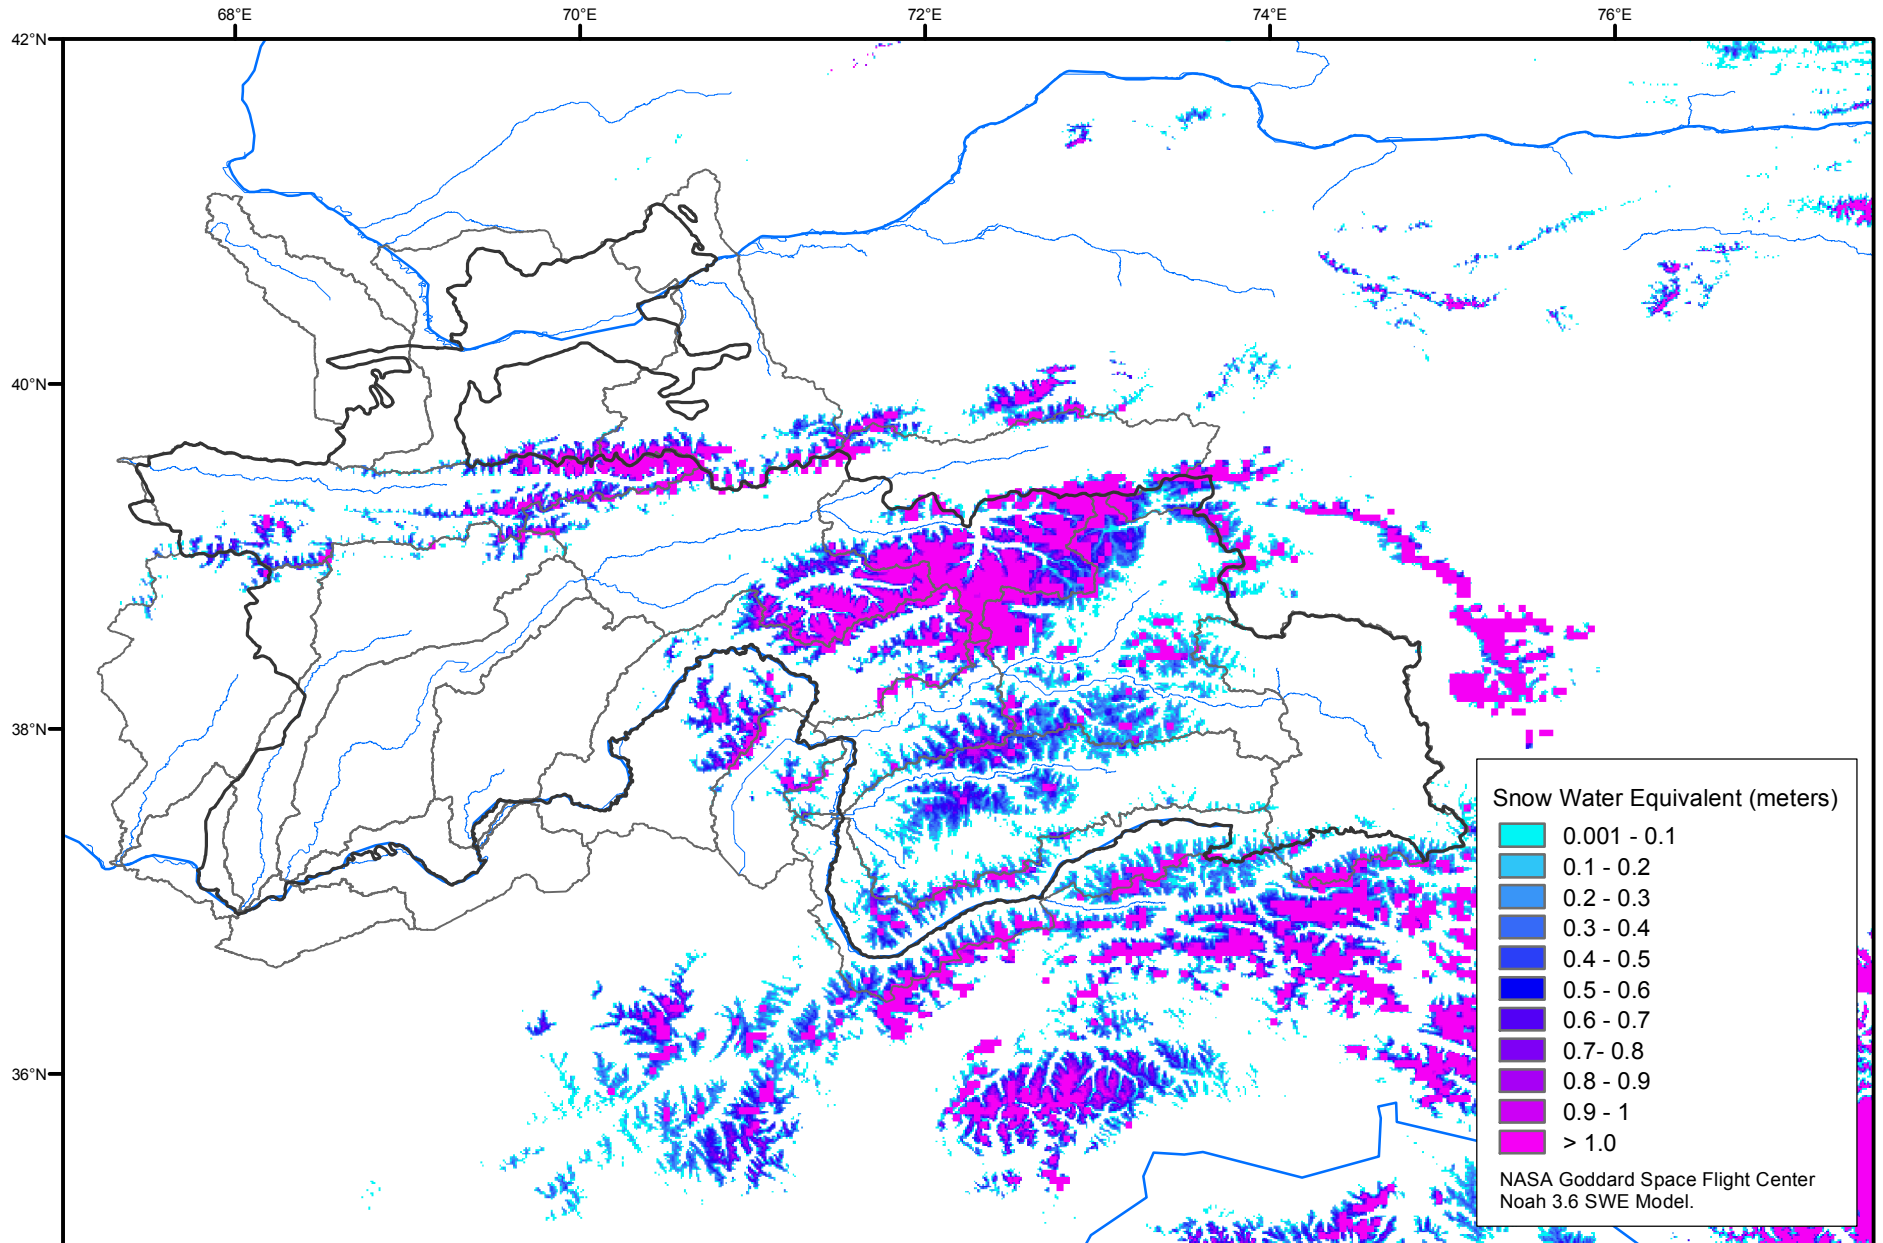 68°E 70°E 72°E 74°E 76°E
42°N
40°N
38°N
36°N
Snow Water Equivalent (meters)
0.001 - 0.1
0.1 - 0.2
0.2 - 0.3
0.3 - 0.4
0.4 - 0.5
0.5 - 0.6
0.6 - 0.7
0.7- 0.8
0.8 - 0.9
0.9 - 1
> 1.0
NASA Goddard Space Flight Center
Noah 3.6 SWE Model.